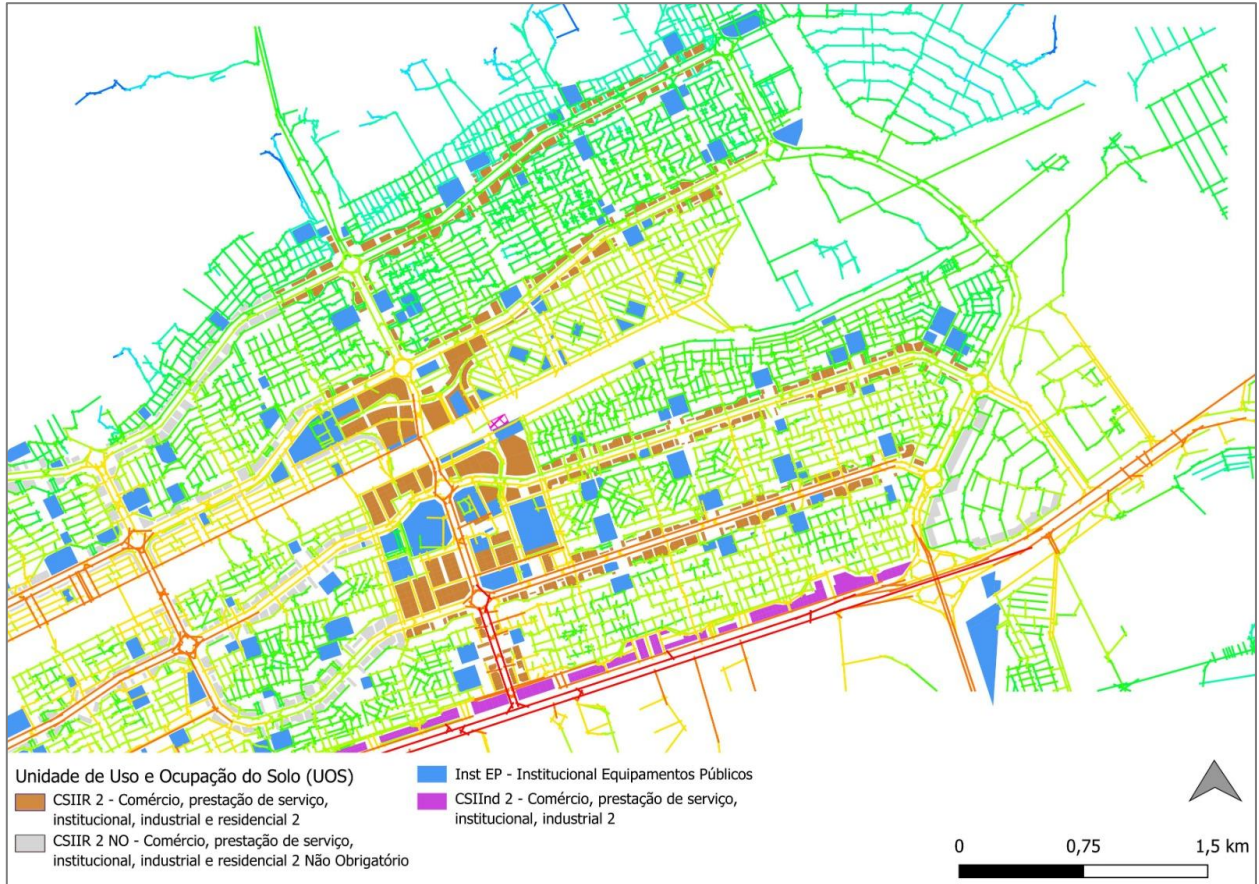 Unidade de Uso e Ocupação do Solo (UOS)
CSIIR 2 - Comércio, prestação de serviço,
institucional, industrial e residencial 2
CSIIR 2 NO - Comércio, prestação de serviço,
institucional, industrial e residencial 2 Não Obrigatório
Inst EP - Institucional Equipamentos Públicos
CSIInd 2 - Comércio, prestação de serviço,
institucional, industrial 2
0 0,75 1,5 km